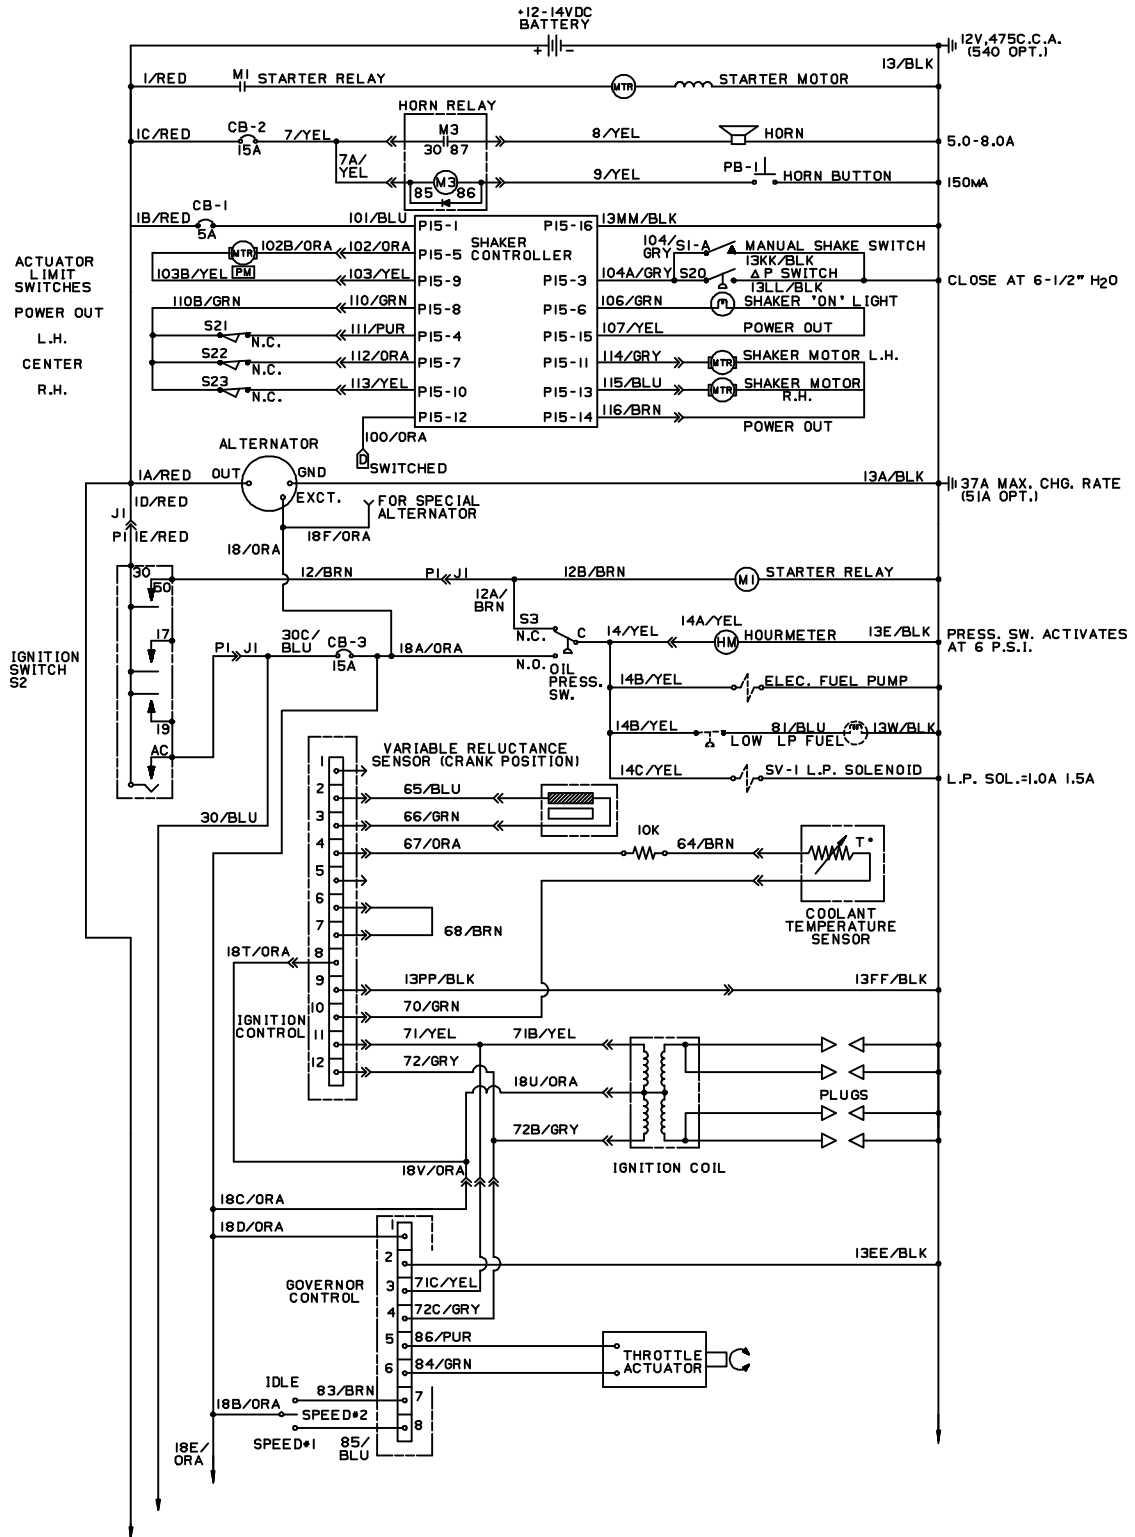 +12-14VDC
BATTERY
+ -
12V,475C.C.A.
(540 OPT.)
13/BLK
1/RED
M1 STARTER RELAY
MTR
STARTER MOTOR
HORN RELAY
1C/RED
CB-2
15A
7/YEL
M3
30 87
8/YEL
HORN
5.0-8.0A
7A/
YEL
M3
85 86
9/YEL
PB-1
HORN BUTTON
150MA
1B/RED
CB-1
5A
101/BLU
P15-1
P15-16
13MM/BLK
SHAKER
CONTROLLER
MTR
PM
102B/ORA
102/ORA
P15-5
104/
GRY
S1-A
MANUAL SHAKE SWITCH
13KK/BLK
103B/YEL
103/YEL
P15-9
P15-3
104A/GRY
S20
Δ P SWITCH
13LL/BLK
CLOSE AT 6-1/2" H2O
ACTUATOR
LIMIT
SWITCHES
POWER OUT
L.H.
CENTER
R.H.
110B/GRN
110/GRN
P15-8
P15-6
106/GRN
SHAKER "ON" LIGHT
S21
N.C.
111/PUR
P15-4
P15-15
107/YEL
POWER OUT
S22
N.C.
112/ORA
P15-7
P15-11
114/GRY
MTR
SHAKER MOTOR L.H.
S23
N.C.
113/YEL
P15-10
P15-13
115/BLU
MTR
SHAKER MOTOR
R.H.
P15-12
P15-14
116/BRN
POWER OUT
100/ORA
D
SWITCHED
ALTERNATOR
1A/RED
OUT
GND
EXCT.
13A/BLK
37A MAX. CHG. RATE
(51A OPT.)
1D/RED
FOR SPECIAL
ALTERNATOR
J1
P1
1E/RED
18F/ORA
18/ORA
30
50
12/BRN
P1 J1
12B/BRN
M1
STARTER RELAY
12A/
BRN
S3
N.C.
C
14/YEL
14A/YEL
HM
HOURMETER
13E/BLK
PRESS. SW. ACTIVATES
AT 6 P.S.I.
17
P1 J1
30C/
BLU
CB-3
15A
18A/ORA
N.O.
OIL
PRESS.
SW.
IGNITION
SWITCH
S2
14B/YEL
ELEC. FUEL PUMP
19
14B/YEL
LOW LP FUEL
81/BLU
13W/BLK
AC
14C/YEL
SV-1 L.P. SOLENOID
L.P. SOL.=1.0A 1.5A
VARIABLE RELUCTANCE
SENSOR (CRANK POSITION)
1
2
65/BLU
30/BLU
3
66/GRN
4
67/ORA
10K
64/BRN
T°
5
6
COOLANT
TEMPERATURE
SENSOR
7
68/BRN
18T/ORA
8
9
13PP/BLK
13FF/BLK
10
70/GRN
IGNITION
CONTROL
11
71/YEL
71B/YEL
12
72/GRY
18U/ORA
PLUGS
72B/GRY
18V/ORA
IGNITION COIL
18C/ORA
18D/ORA
1
2
13EE/BLK
GOVERNOR
CONTROL
3
71C/YEL
4
72C/GRY
5
86/PUR
THROTTLE
ACTUATOR
6
84/GRN
IDLE
83/BRN
7
18B/ORA
SPEED#2
8
SPEED#1
85/
BLU
18E/
ORA